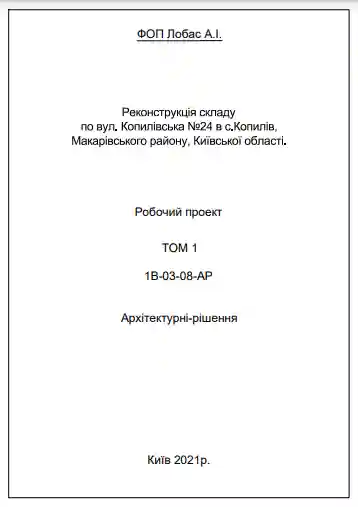 ФОП Лобас А.І.
Реконструкція складу
по вул. Копилівська №24 в с.Копилів,
Макарівського району, Київської області.
Робочий проект
ТОМ 1
1В-03-08-АР
Архітектурні-рішення
Київ 2021р.